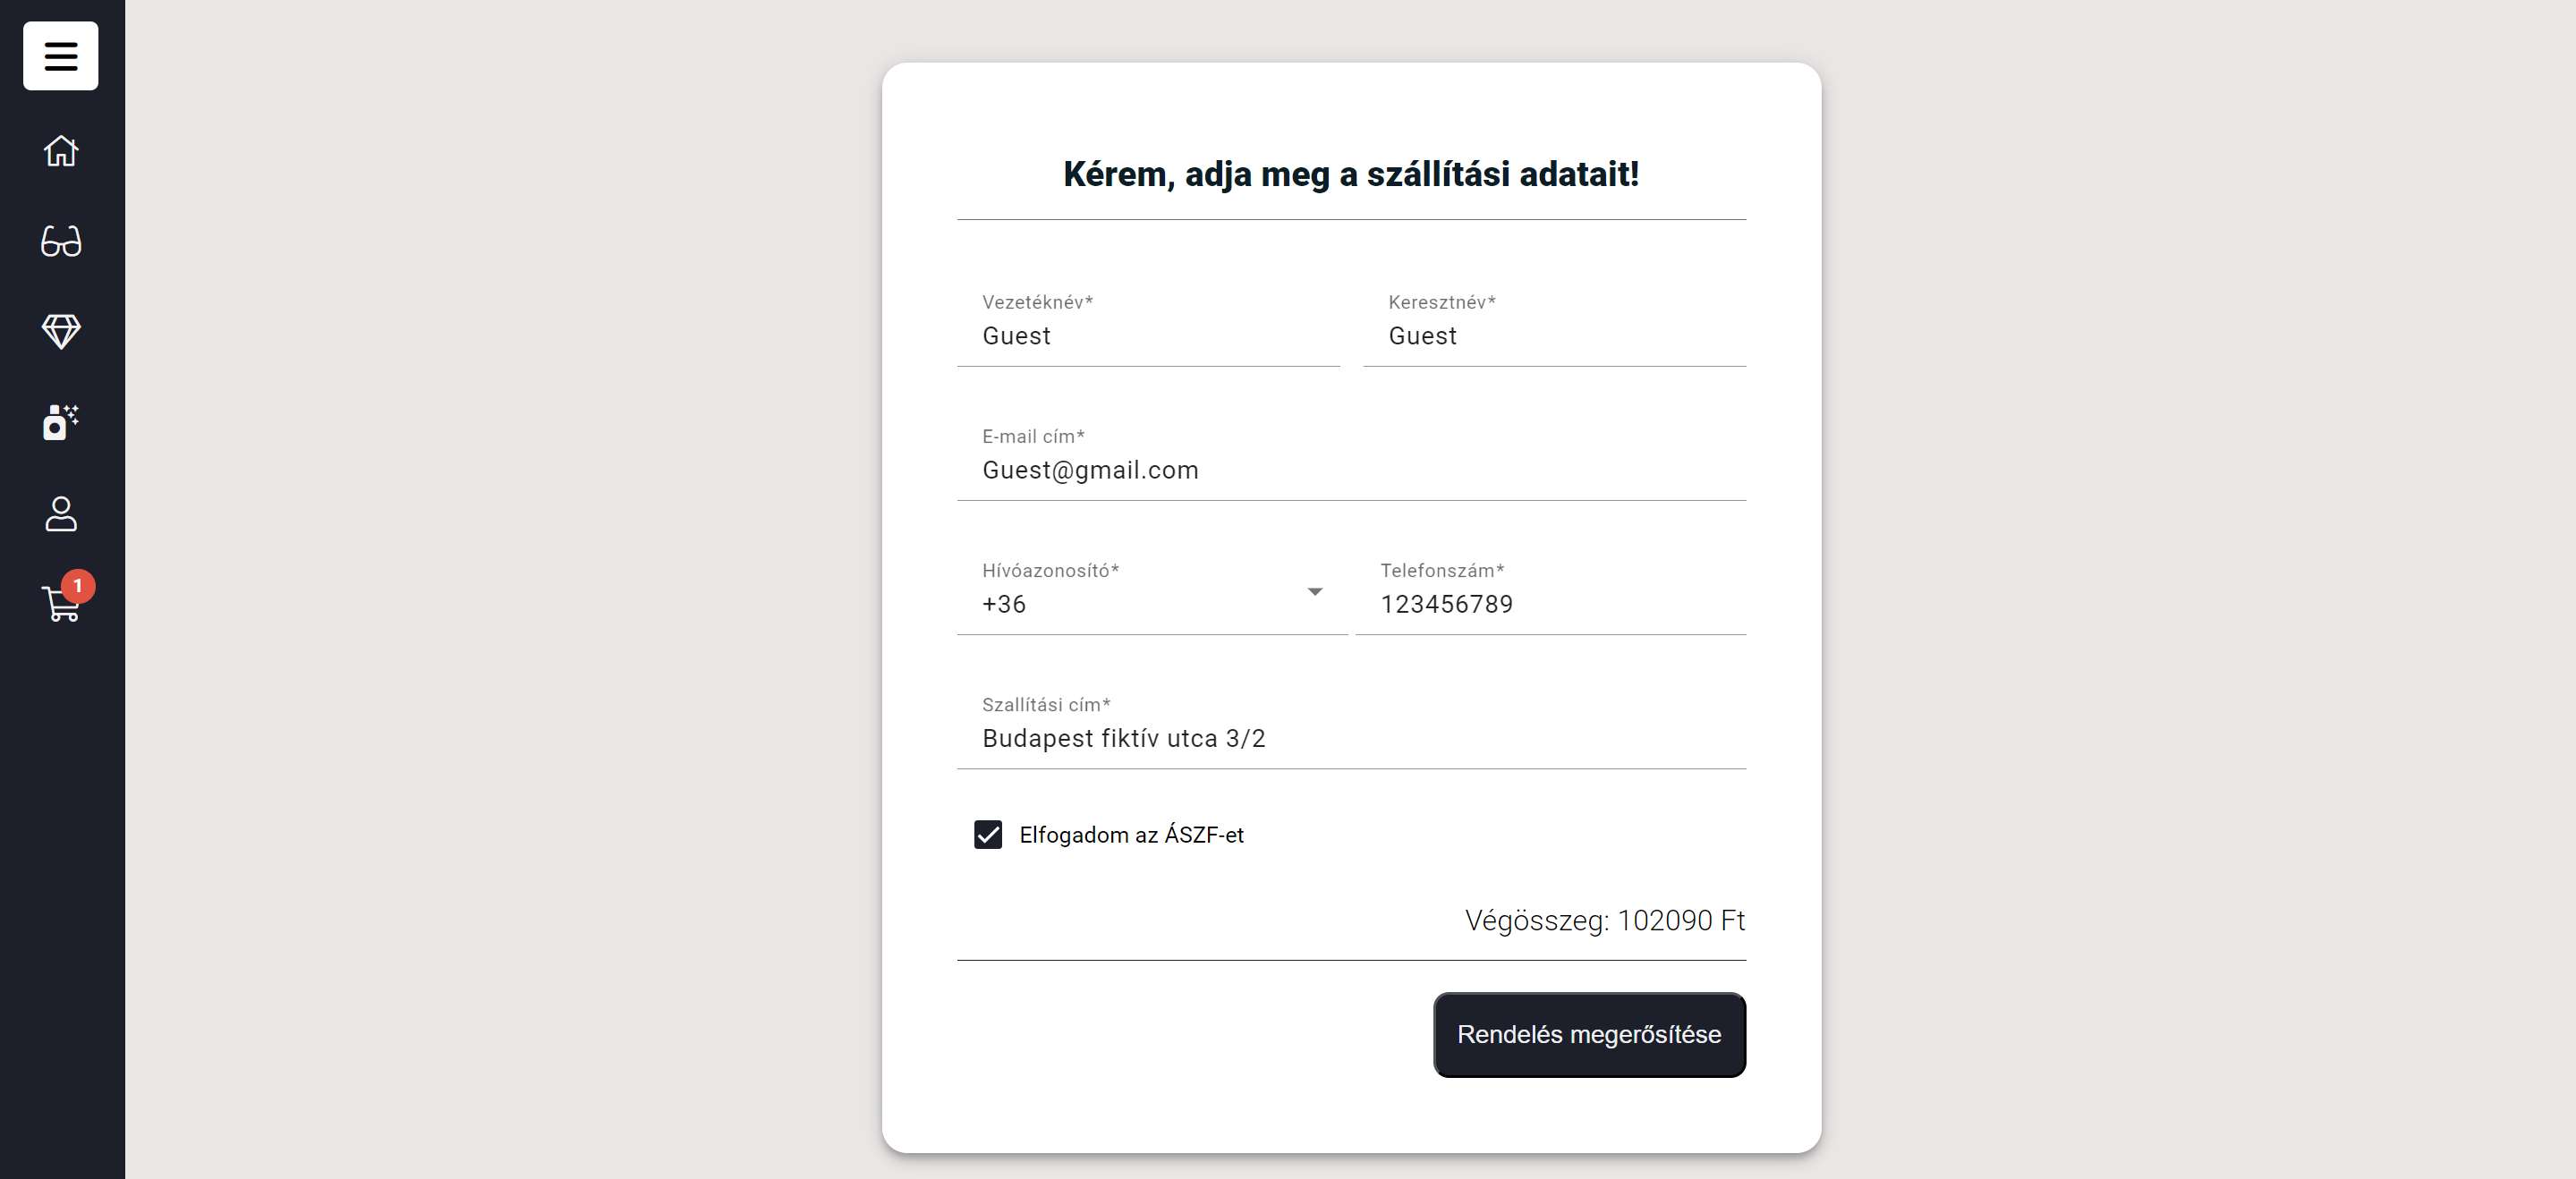 Kérem, adja meg a szállítási adatait!
Vezetéknév*
Guest
Keresztnév*
Guest
E-mail cím*
Guest@gmail.com
Hívóazonosító*
+36
Telefonszám*
123456789
Szallítási cím*
Budapest fiktív utca 3/2
Elfogadom az ÁSZF-et
Végösszeg: 102090 Ft
Rendelés megerősítése
1